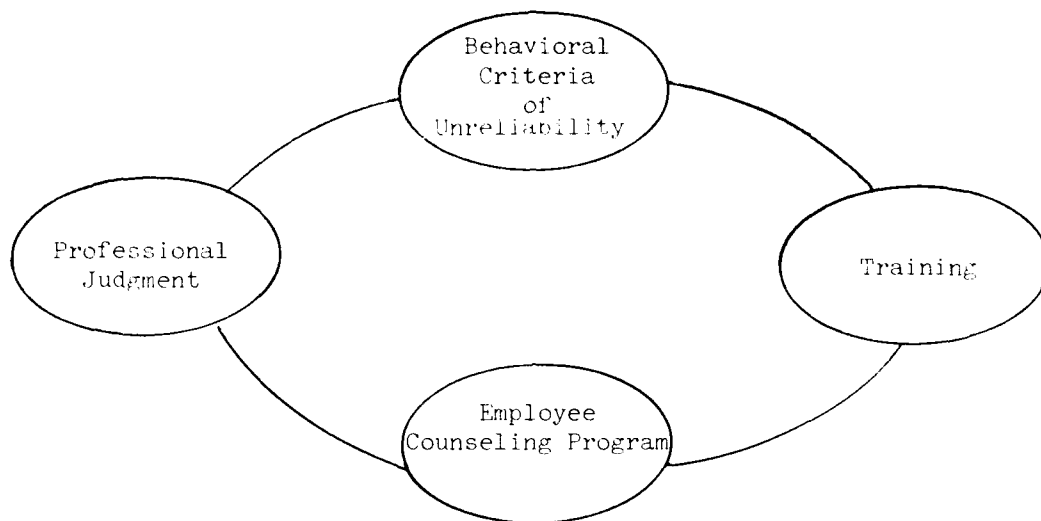 Behavioral
Criteria
of
Unreliability
Professional
Judgment
Training
Employee
Counseling Program